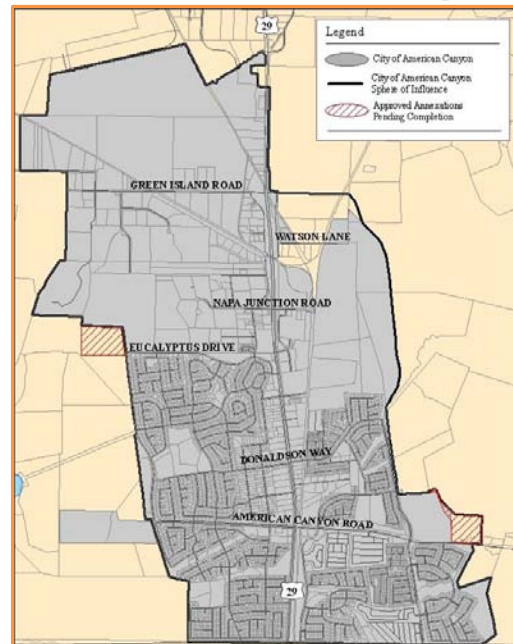 29
Legend
City of American Canyon
City of American Canyon
Sphere of Influence
Approved Annexations
Pending Completion
GREEN ISLAND ROAD
WATSON LANE
NAPA JUNCTION ROAD
EUCALYPTUS DRIVE
DONALDSON WAY
AMERICAN CANYON ROAD
29